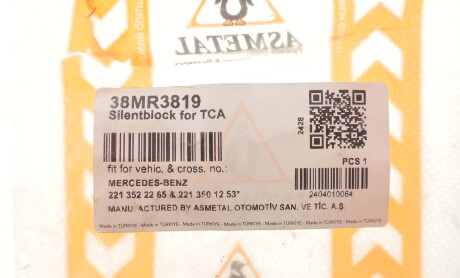 ASMETAL
38MR3819
Silentblock for TCA
2428
fit for vehic. & cross. no.:
PCS 1
MERCEDES-BENZ
221 352 22 65 & 221 350 12 53*
2404010064
MANUFACTURED BY ASMETAL OTOMOTİV SAN. VE TİC. A.Ş.
Made in TÜRKİYE - Made in TÜRKİYE - Made in TÜRKİYE - Made in TÜRKİYE - Made in TÜRKİYE - Made in TÜRKİYE - Made in TÜRKİYE